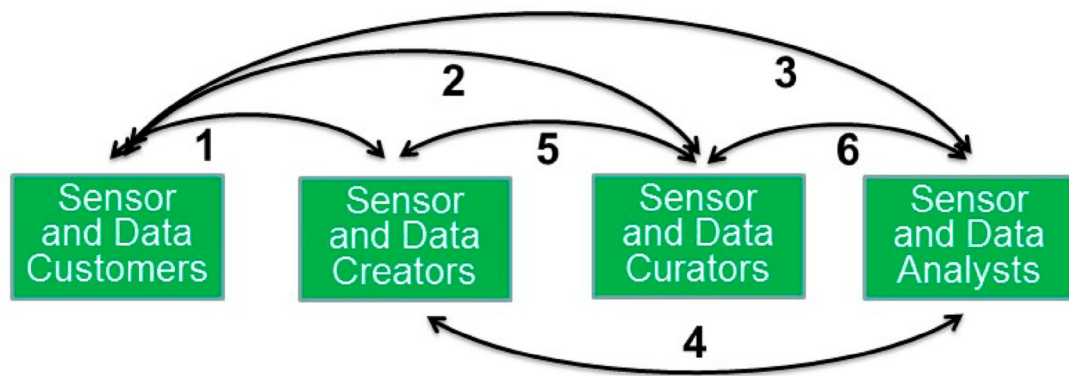 3
2
1
5
6
Sensor
and Data
Customers
Sensor
and Data
Creators
Sensor
and Data
Curators
Sensor
and Data
Analysts
4